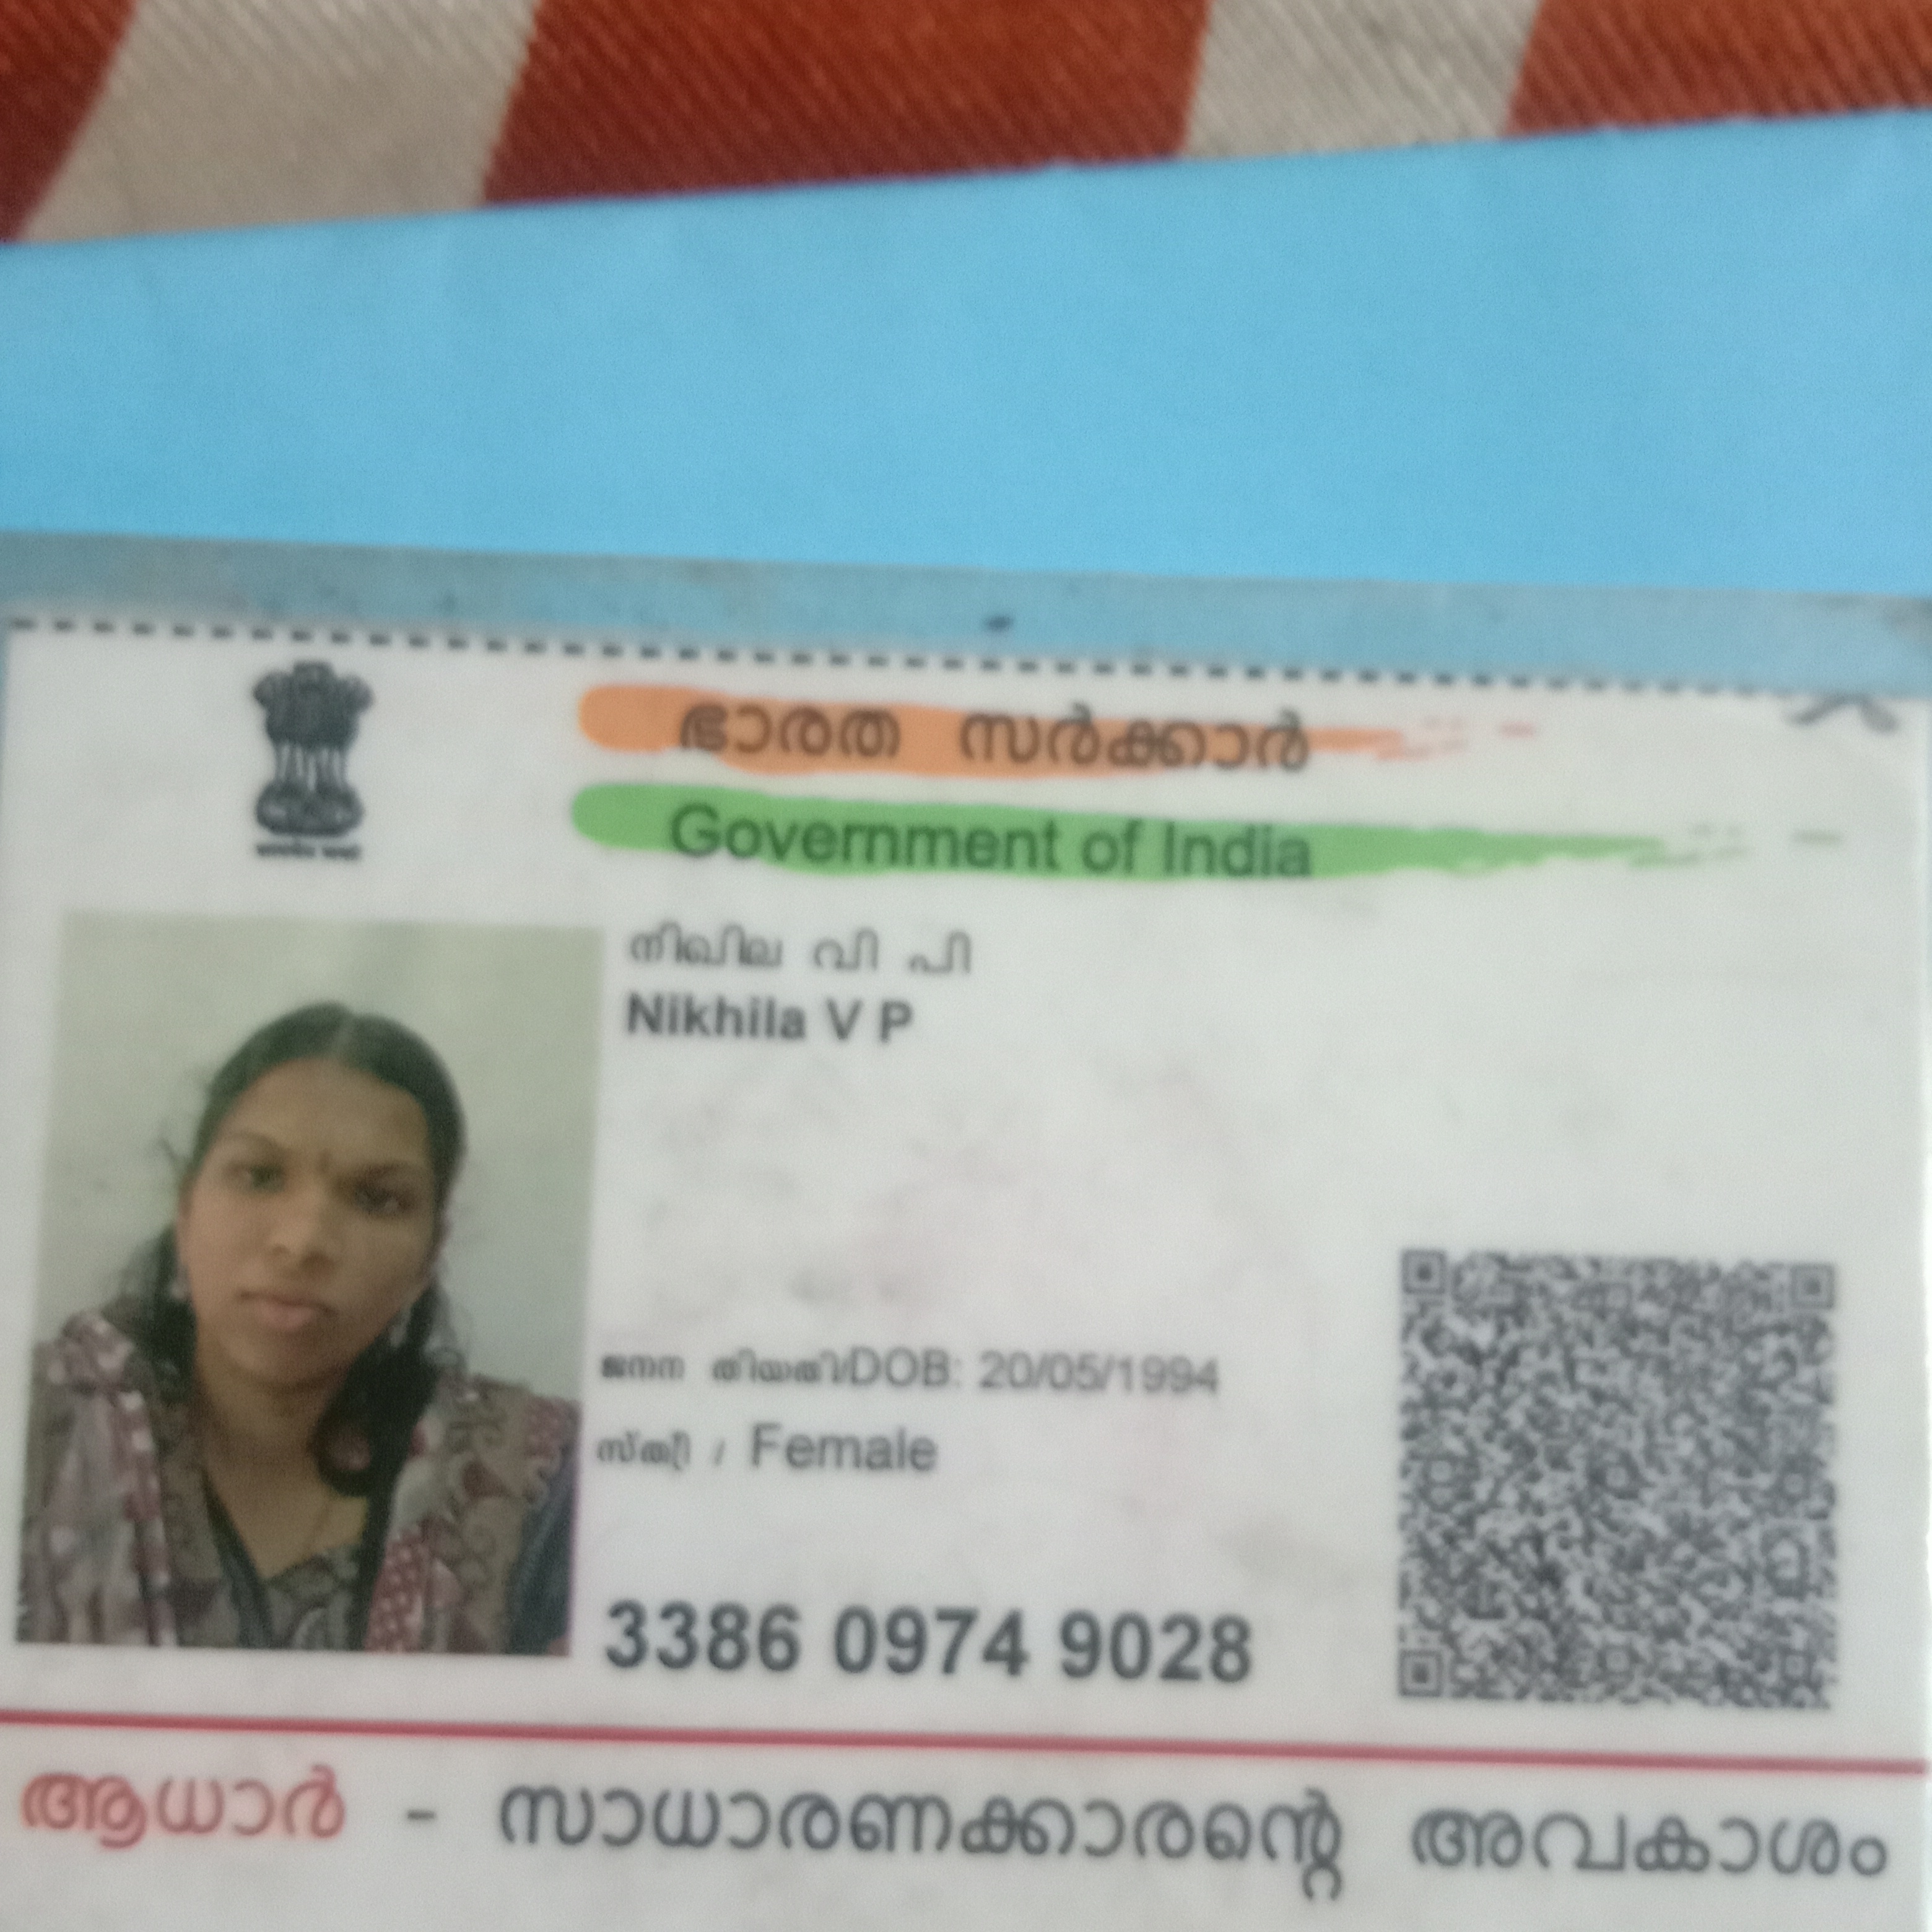 ഭാരത സർക്കാർ
Government of India
നിഖില വി പി
Nikhila V P
ജനന തിയതി/DOB: 20/05/1994
സ്ത്രീ / Female
3386 0974 9028
ആധാർ - സാധാരണക്കാരന്റെ അവകാശം